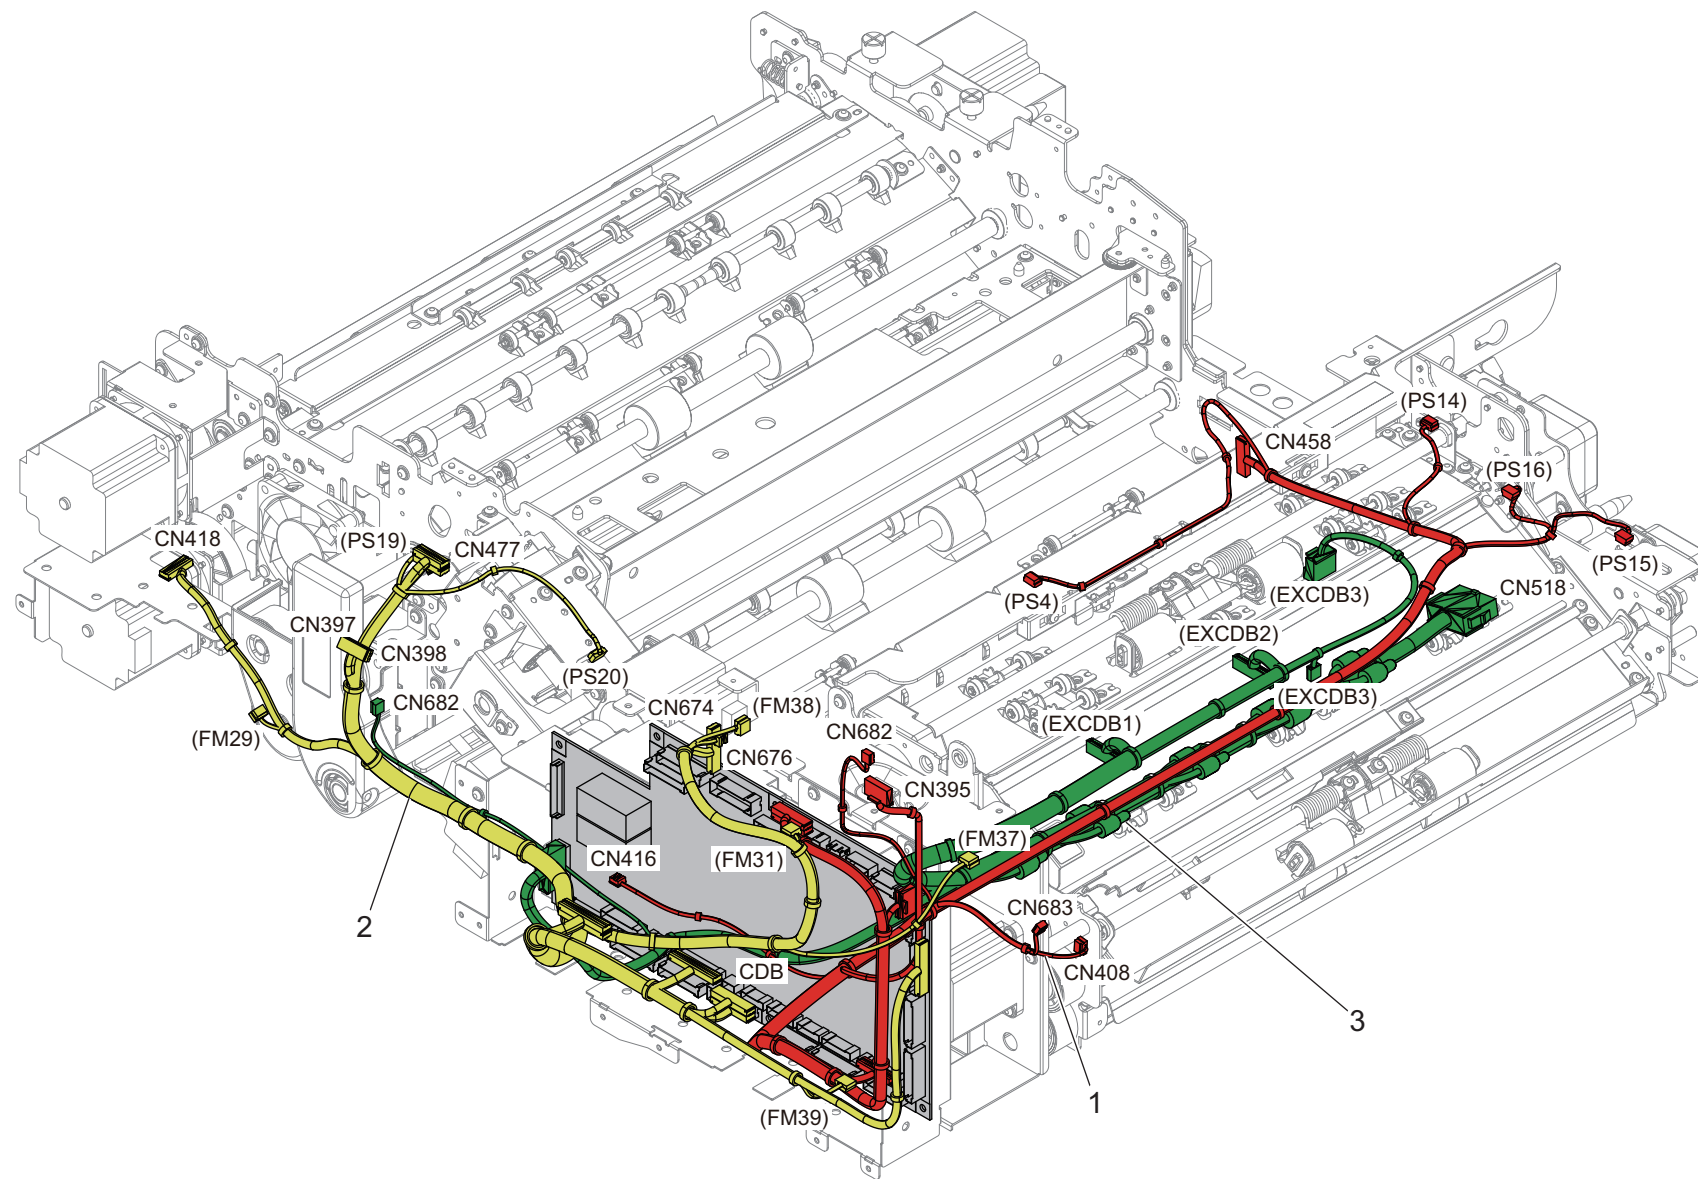 (PS14)
CN458
(PS16)
CN418
(PS19)
CN477
(PS15)
(PS4)
(EXCDB3)
CN518
CN397
(EXCDB2)
CN398
(PS20)
CN682
(EXCDB3)
CN674
(FM38)
(EXCDB1)
(FM29)
CN682
CN676
CN395
(FM37)
CN416
(FM31)
2
CN683
CDB
CN408
3
1
(FM39)